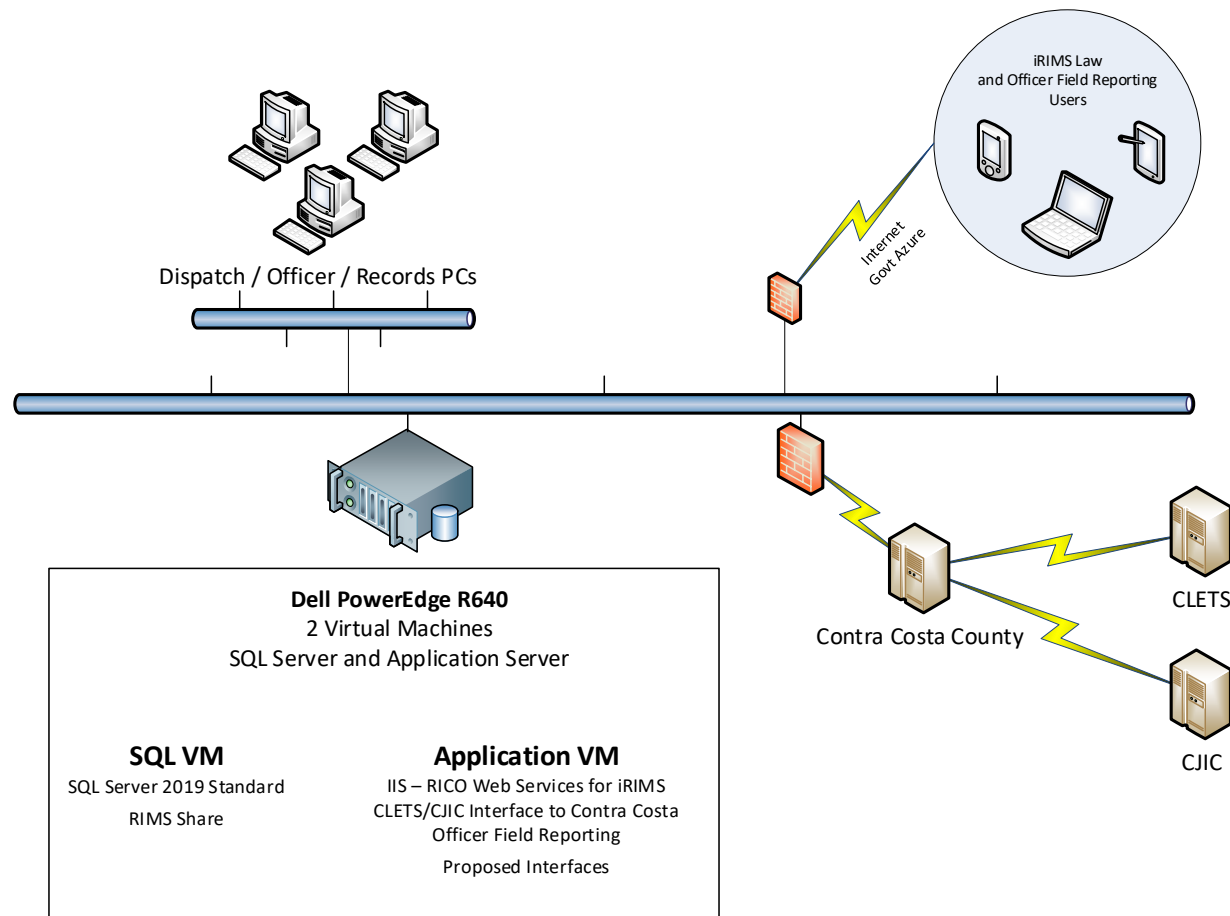 iRIMS Law
and Officer Field Reporting
Users
Internet
Govt Azure
Dispatch / Officer / Records PCs
Contra Costa County
CLETS
CJIC
Dell PowerEdge R640
2 Virtual Machines
SQL Server and Application Server
SQL VM
SQL Server 2019 Standard
RIMS Share
Application VM
IIS – RICO Web Services for iRIMS
CLETS/CJIC Interface to Contra Costa
Officer Field Reporting
Proposed Interfaces